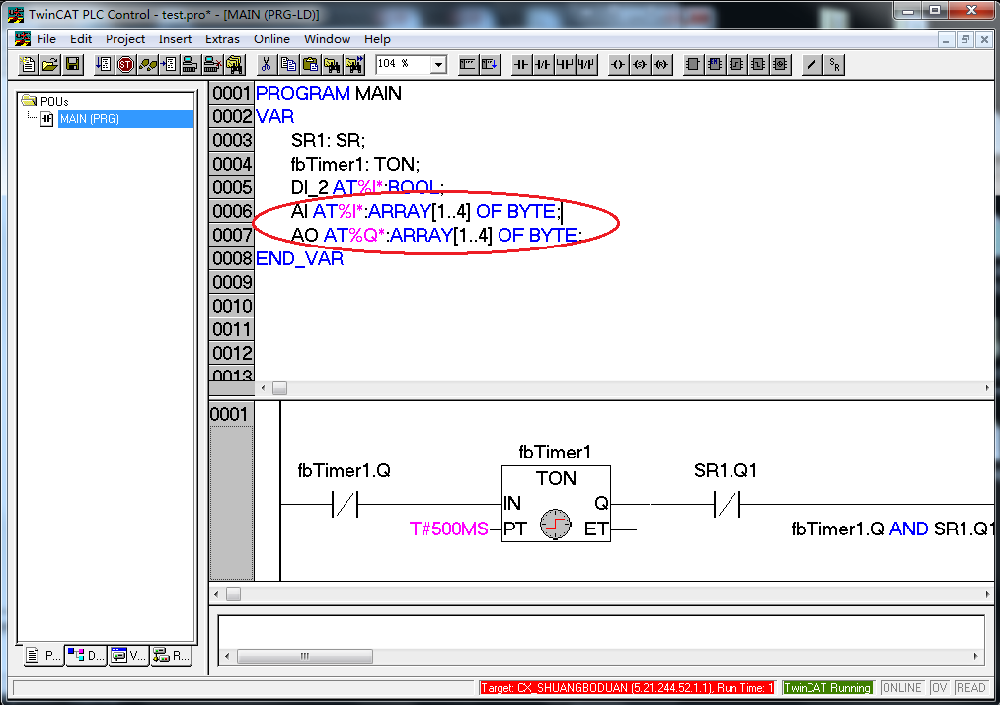 TwinCAT PLC Control - test.pro* - [MAIN (PRG-LD)]
File Edit Project Insert Extras Online Window Help
104 %
POUs
MAIN (PRG)
0001 PROGRAM MAIN
0002 VAR
0003 SR1: SR;
0004 fbTimer1: TON;
0005 DI_2 AT%I*:BOOL;
0006 AI AT%I*:ARRAY[1..4] OF BYTE;
0007 AO AT%Q*:ARRAY[1..4] OF BYTE;
0008 END_VAR
0009
0010
0011
0012
0013
0001
fbTimer1
fbTimer1.Q TON SR1.Q1
IN Q
T#500MS PT ET fbTimer1.Q AND SR1.Q1
P... D... V... R...
Target: CX_SHUANGBODUAN (5.21.244.52.1.1), Run Time: 1 TwinCAT Running ONLINE OV READ